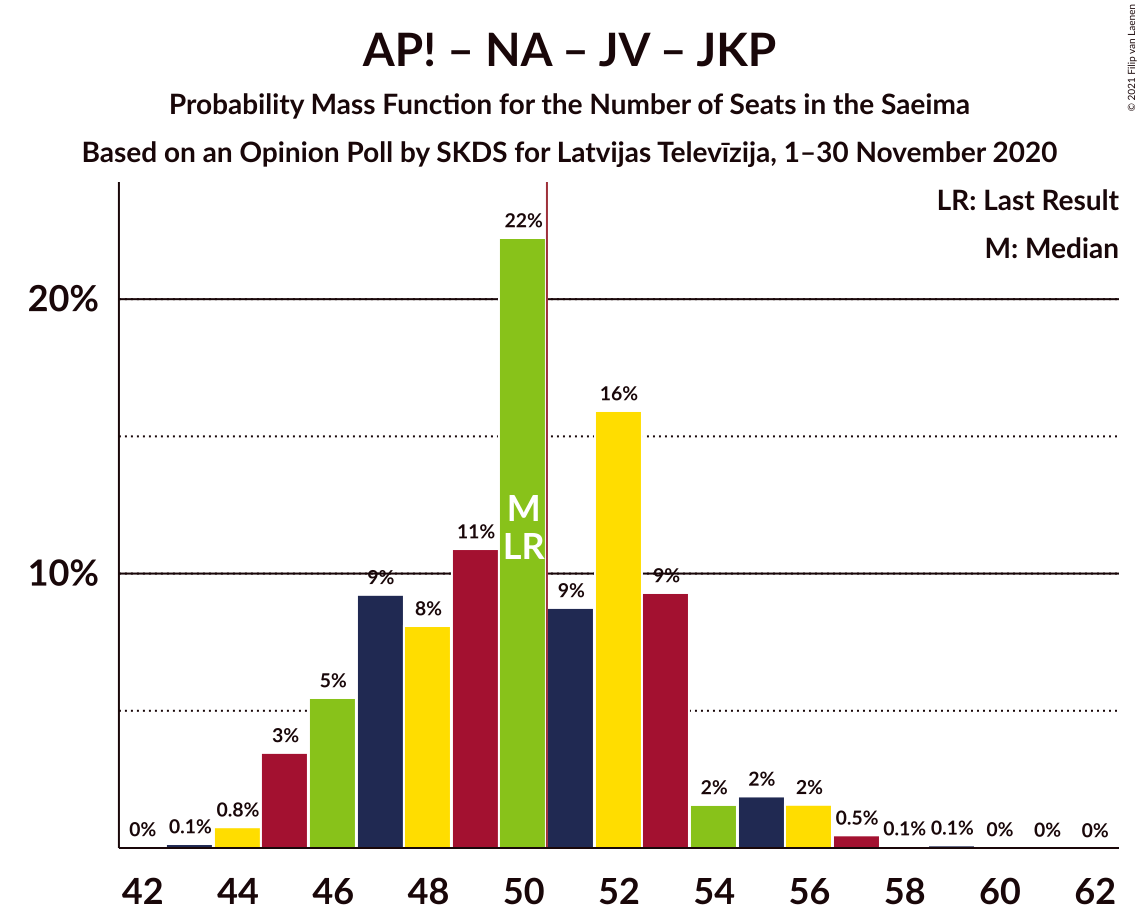 AP! – NA – JV – JKP
Probability Mass Function for the Number of Seats in the Saeima
Based on an Opinion Poll by SKDS for Latvijas Televīzija, 1–30 November 2020
© 2021 Filip van Laenen
LR: Last Result
M: Median
20%
10%
0%
0.1%
0.8%
3%
5%
9%
8%
11%
22%
M
LR
9%
16%
9%
2%
2%
2%
0.5%
0.1%
0.1%
0%
0%
0%
42 44 46 48 50 52 54 56 58 60 62